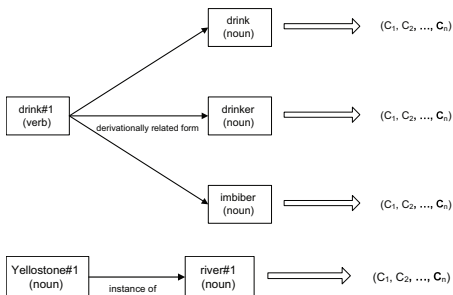 drink
(noun)
(C₁, C₂, ..., Cₙ)
drink#1
(verb)
derivationally related form
drinker
(noun)
(C₁, C₂, ..., Cₙ)
imbiber
(noun)
(C₁, C₂, ..., Cₙ)
Yellostone#1
(noun)
instance of
river#1
(noun)
(C₁, C₂, ..., Cₙ)